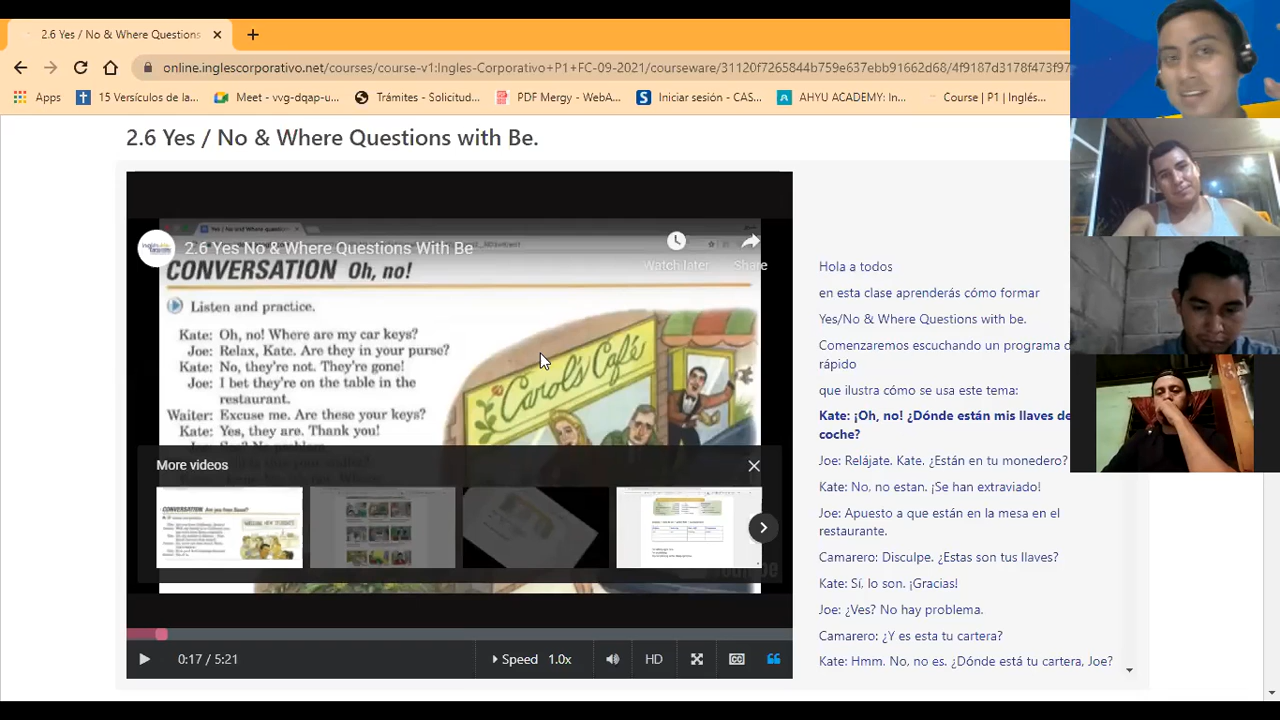 2.6 Yes / No & Where Questions
online.inglescorporativo.net/courses/course-v1:Ingles-Corporativo+P1+FC-09-2021/courseware/31120f7265844b759e637ebb91662d68/4f9187d3178f473f97
Apps
15 Versículos de la...
Meet - vvg-dqap-u...
Trámites - Solicitud...
PDF Mergy - WebA...
Iniciar sesión - CAS...
AHYU ACADEMY: In...
Course | P1 | Inglés...
2.6 Yes / No & Where Questions with Be.
2.6 Yes No & Where Questions With Be
Watch later
Share
CONVERSATION Oh, no!
Listen and practice.
Kate: Oh, no! Where are my car keys?
Joe: Relax, Kate. Are they in your purse?
Kate: No, they're not. They're gone!
Joe: I bet they're on the table in the
restaurant.
Waiter: Excuse me. Are these your keys?
Kate: Yes, they are. Thank you!
Joe: See? No problem.
Carol's Café
More videos
CONVERSATION Are you from Seoul?
0:17 / 5:21
Speed 1.0x
HD
CC
Hola a todos
en esta clase aprenderás cómo formar
Yes/No & Where Questions with be.
Comenzaremos escuchando un programa d
rápido
que ilustra cómo se usa este tema:
Kate: ¡Oh, no! ¿Dónde están mis llaves de
coche?
Joe: Relájate. Kate. ¿Están en tu monedero?
Kate: No, no estan. ¡Se han extraviado!
Joe: Apuesto a que están en la mesa en el
restaurante.
Camarero: Disculpe. ¿Estas son tus llaves?
Kate: Sí, lo son. ¡Gracias!
Joe: ¿Ves? No hay problema.
Camarero: ¿Y es esta tu cartera?
Kate: Hmm. No, no es. ¿Dónde está tu cartera, Joe?